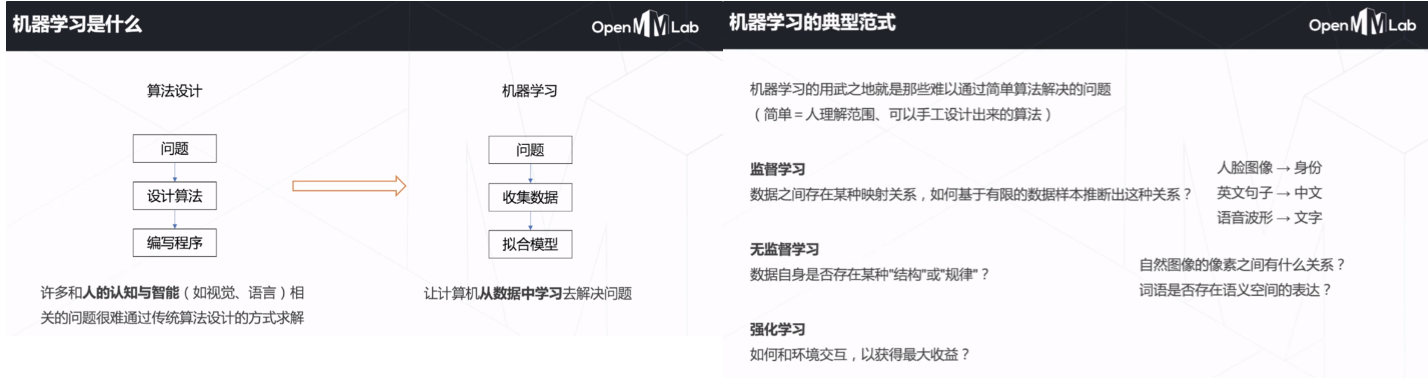 机器学习是什么
OpenMMLab
算法设计
机器学习
问题
设计算法
编写程序
问题
收集数据
拟合模型
许多和人的认知与智能（如视觉、语言）相
关的问题很难通过传统算法设计的方式求解
让计算机从数据中学习去解决问题
机器学习的典型范式
OpenMMLab
机器学习的用武之地就是那些难以通过简单算法解决的问题
（简单=人理解范围、可以手工设计出来的算法）
监督学习
数据之间存在某种映射关系，如何基于有限的数据样本推断出这种关系？
人脸图像 → 身份
英文句子 → 中文
语音波形 → 文字
无监督学习
数据自身是否存在某种"结构"或"规律"？
自然图像的像素之间有什么关系？
词语是否存在语义空间的表达？
强化学习
如何和环境交互，以获得最大收益？